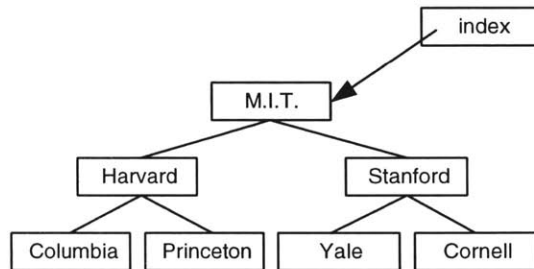 index
M.I.T.
Harvard
Stanford
Columbia
Princeton
Yale
Cornell